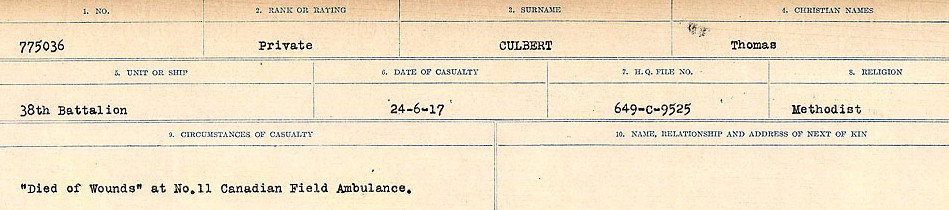 1. NO. 2. RANK OR RATING 3. SURNAME 4. CHRISTIAN NAMES
775036 Private CULBERT Thomas
5. UNIT OR SHIP 6. DATE OF CASUALTY 7. H.Q. FILE NO. 8. RELIGION
38th Battalion 24-6-17 649-C-9525 Methodist
9. CIRCUMSTANCES OF CASUALTY 10. NAME, RELATIONSHIP AND ADDRESS OF NEXT OF KIN
"Died of Wounds" at No.11 Canadian Field Ambulance.